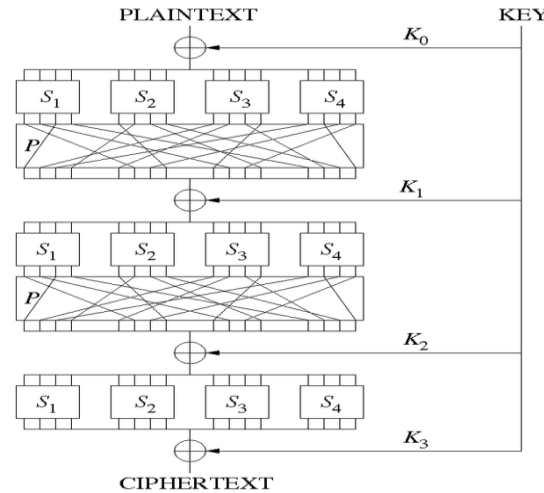 PLAINTEXT KEY
K0
S1 S2 S3 S4
P
K1
S1 S2 S3 S4
P
K2
S1 S2 S3 S4
K3
CIPHERTEXT